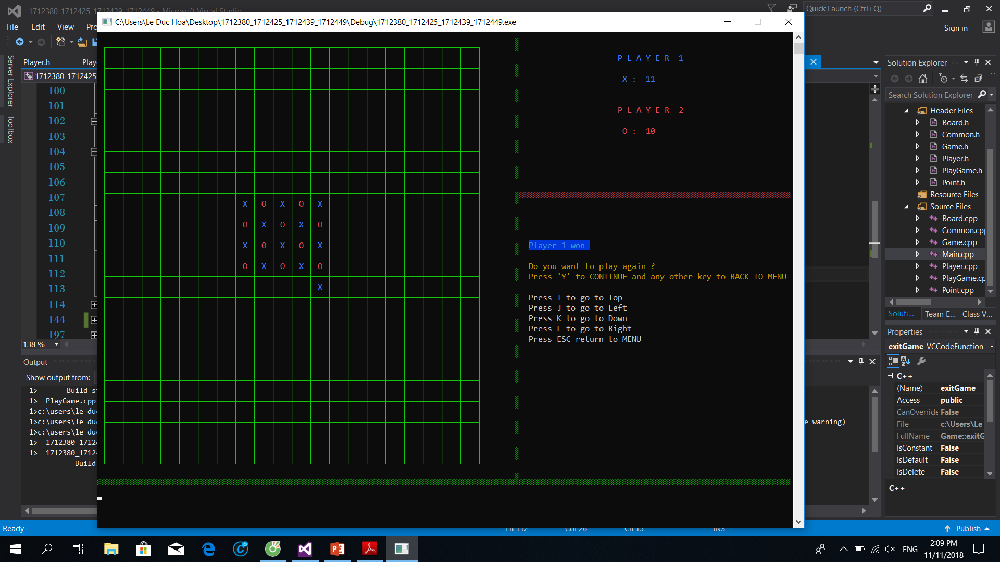 1712380_1712425_1712439_1712449 - Microsoft Visual Studio
Quick Launch (Ctrl+Q)
C:\Users\Le Duc Hoa\Desktop\1712380_1712425_1712439_1712449\Debug\1712380_1712425_1712439_1712449.exe
File Edit View
Sign in
Server Explorer
Toolbox
Player.h
1712380_1712425_
100
101
102
103
104
105
106
107
108
109
110
111
112
113
114
144
197
138 %
Output
Show output from:
1>------ Build
1> PlayGame.cpp
1>c:\users\le
1>c:\users\le
1>c:\users\le
1>
1>
========== Build
PLAYER 1
X : 11
PLAYER 2
O : 10
X O X O X
O X O X O
X O X O X
O X O X O
X
Player 1 won
Do you want to play again ?
Press 'Y' to CONTINUE and any other key to BACK TO MENU
Press I to go to Top
Press J to go to Left
Press K to go to Down
Press L to go to Right
Press ESC return to MENU
warning)
Solution Explorer
Search Solution Explorer
Header Files
Board.h
Common.h
Game.h
Player.h
PlayGame.h
Point.h
Resource Files
Source Files
Board.cpp
Common.cpp
Game.cpp
Main.cpp
Player.cpp
PlayGame.cp
Point.cpp
Soluti... Team E... Class V...
Properties
exitGame VCCodeFunction
C++
(Name) exitGame
Access public
CanOverride False
File c:\Users\Le
FullName Game::exitG
IsConstant False
IsDefault False
IsDelete False
C++
Ready
Ln 112 Col 26 Ch 15 INS
Publish
ENG
2:09 PM
11/11/2018